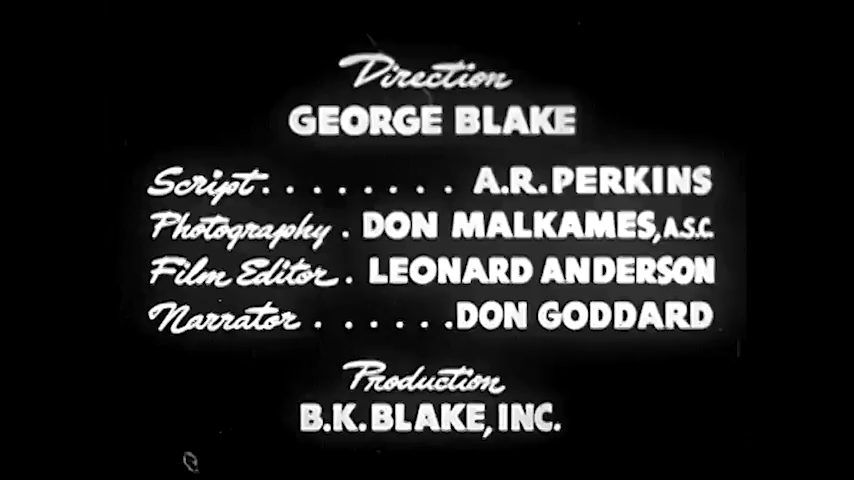 Direction
GEORGE BLAKE
Script........ A.R. PERKINS
Photography . DON MALKAMES, A.S.C.
Film Editor . LEONARD ANDERSON
Narrator .......DON GODDARD
Production
B.K. BLAKE, INC.